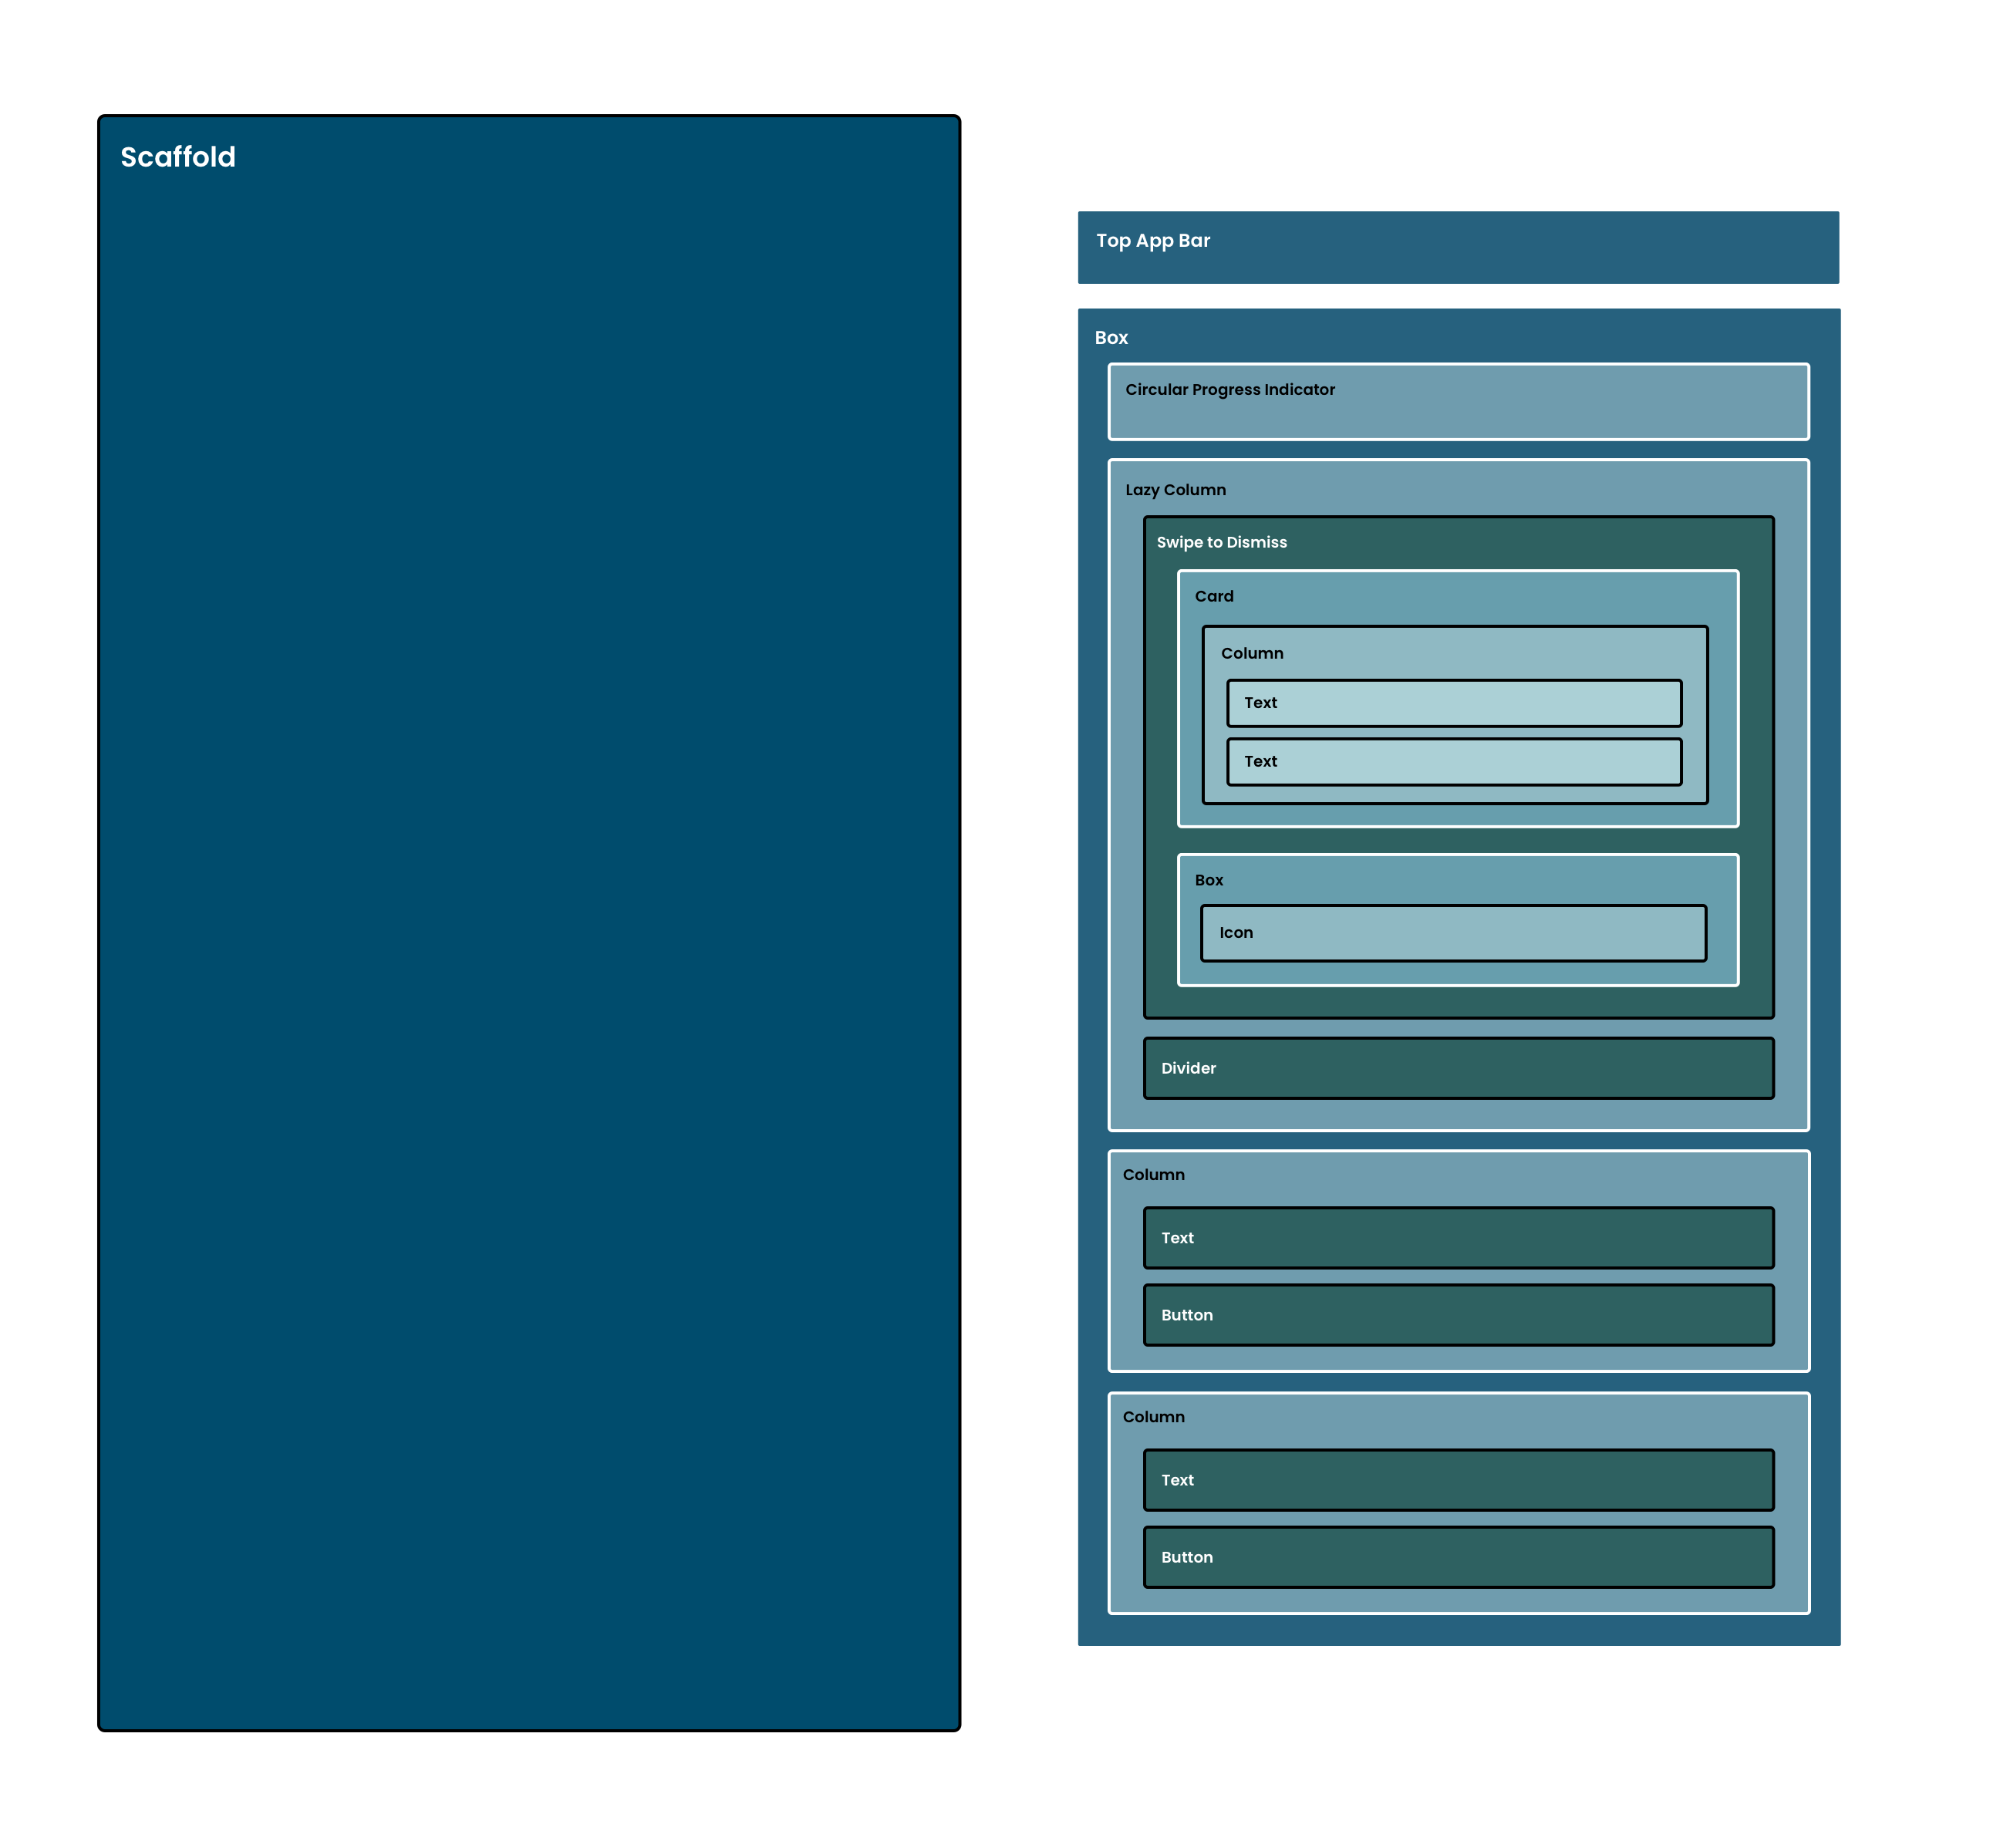 Scaffold
Top App Bar
Box
Circular Progress Indicator
Lazy Column
Swipe to Dismiss
Card
Column
Text
Text
Box
Icon
Divider
Column
Text
Button
Column
Text
Button